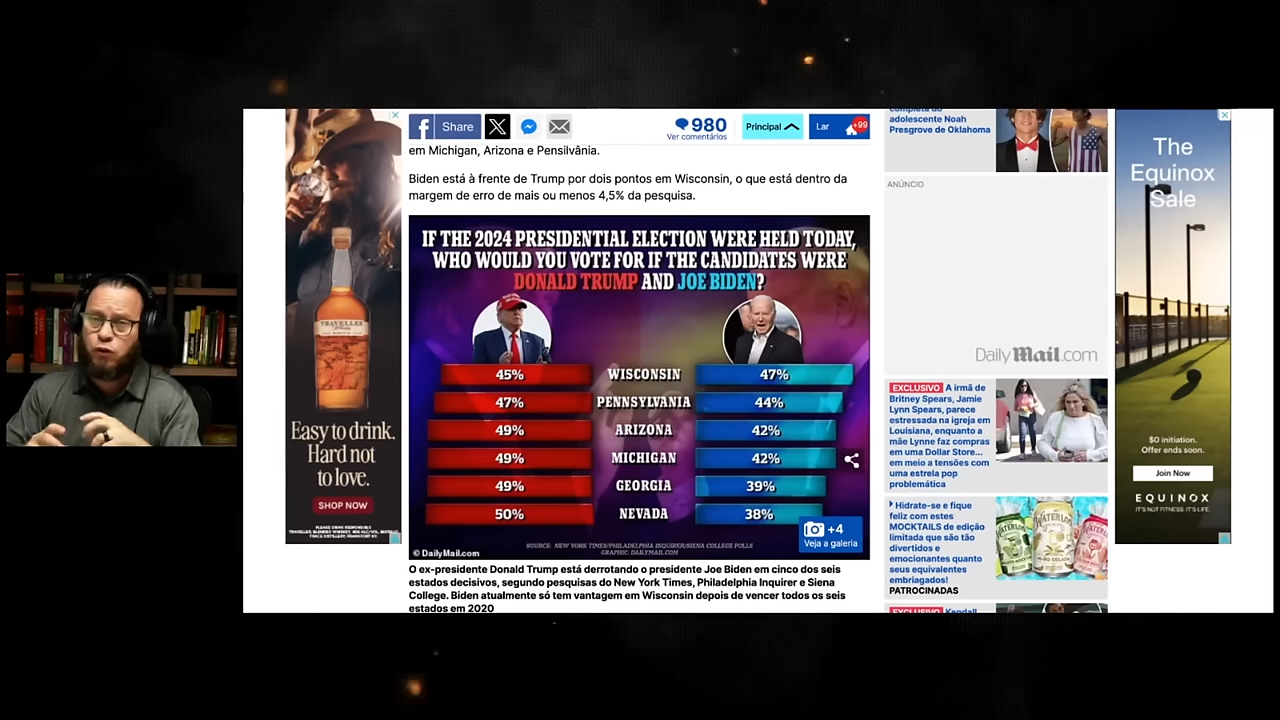 Share
980
Ver comentários
Principal
Lar
+99
em Michigan, Arizona e Pensilvânia.
Biden está à frente de Trump por dois pontos em Wisconsin, o que está dentro da
margem de erro de mais ou menos 4,5% da pesquisa.
IF THE 2024 PRESIDENTIAL ELECTION WERE HELD TODAY,
WHO WOULD YOU VOTE FOR IF THE CANDIDATES WERE
DONALD TRUMP AND JOE BIDEN?
45% WISCONSIN 47%
47% PENNSYLVANIA 44%
49% ARIZONA 42%
49% MICHIGAN 42%
49% GEORGIA 39%
50% NEVADA 38%
SOURCE: NEW YORK TIMES/PHILADELPHIA INQUIRER/SIENA COLLEGE POLLS
GRAPHIC: DAILYMAIL.COM
© DailyMail.com
+4
Veja a galeria
O ex-presidente Donald Trump está derrotando o presidente Joe Biden em cinco dos seis
estados decisivos, segundo pesquisas do New York Times, Philadelphia Inquirer e Siena
College. Biden atualmente só tem vantagem em Wisconsin depois de vencer todos os seis
estados em 2020
TRAVELLER
Easy to drink.
Hard not
to love.
SHOP NOW
completa do
adolescente Noah
Presgrove de Oklahoma
ANÚNCIO
DailyMail.com
EXCLUSIVO A irmã de
Britney Spears, Jamie
Lynn Spears, parece
estressada na igreja em
Louisiana, enquanto a
mãe Lynne faz compras
em uma Dollar Store...
em meio a tensões com
uma estrela pop
problemática
Hidrate-se e fique
feliz com estes
MOCKTAILS de edição
limitada que são tão
divertidos e
emocionantes quanto
seus equivalentes
embriagados!
PATROCINADAS
EXCLUSIVO Kendall
The
Equinox
Sale
$0 initiation.
Offer ends soon.
Join Now
EQUINOX
IT'S NOT FITNESS. IT'S LIFE.